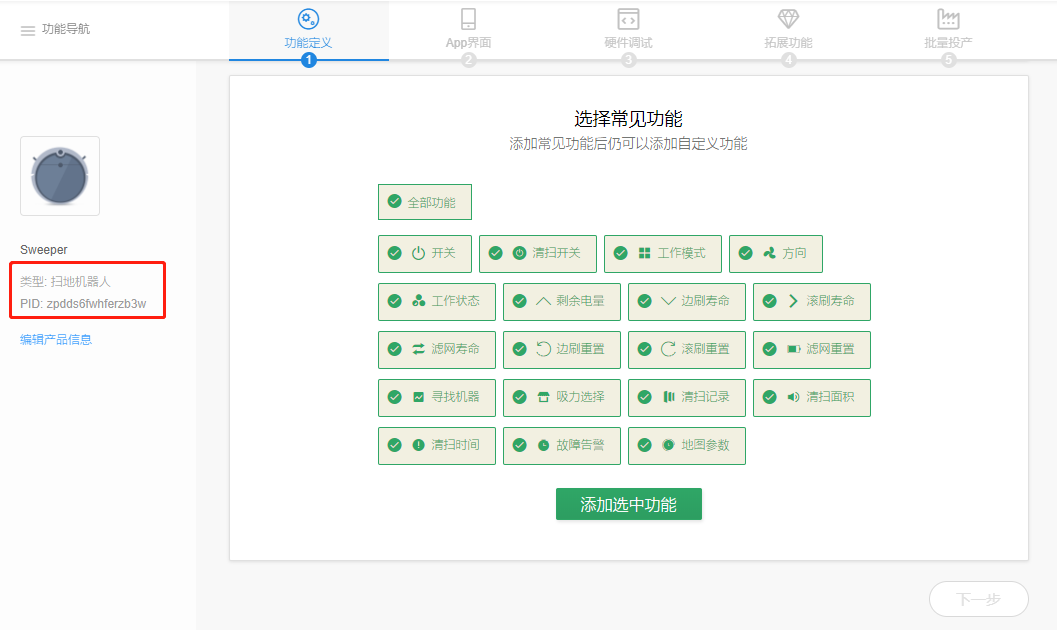 功能导航
功能定义
App界面
硬件调试
拓展功能
批量投产
1
2
3
4
5
选择常见功能
添加常见功能后仍可以添加自定义功能
全部功能
开关 清扫开关 工作模式 方向
工作状态 剩余电量 边刷寿命 滚刷寿命
滤网寿命 边刷重置 滚刷重置 滤网重置
寻找机器 吸力选择 清扫记录 清扫面积
清扫时间 故障告警 地图参数
添加选中功能
Sweeper
类型: 扫地机器人
PID: zpdds6fwhferzb3w
编辑产品信息
下一步